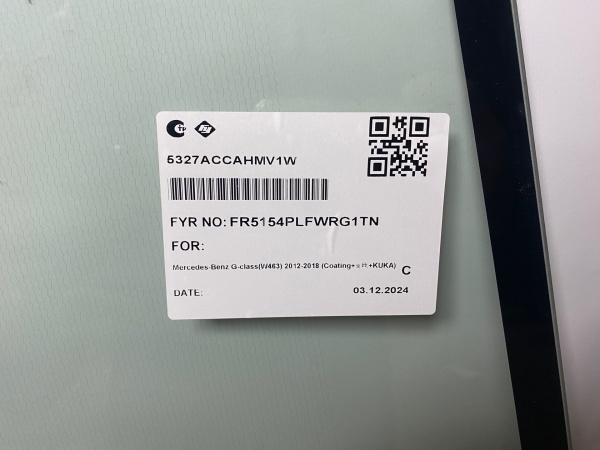 5327ACCAHMV1W
FYR NO: FR5154PLFWRG1TN
FOR:
Mercedes-Benz G-class(W463) 2012-2018 (Coating+ +KUKA) C
DATE: 03.12.2024